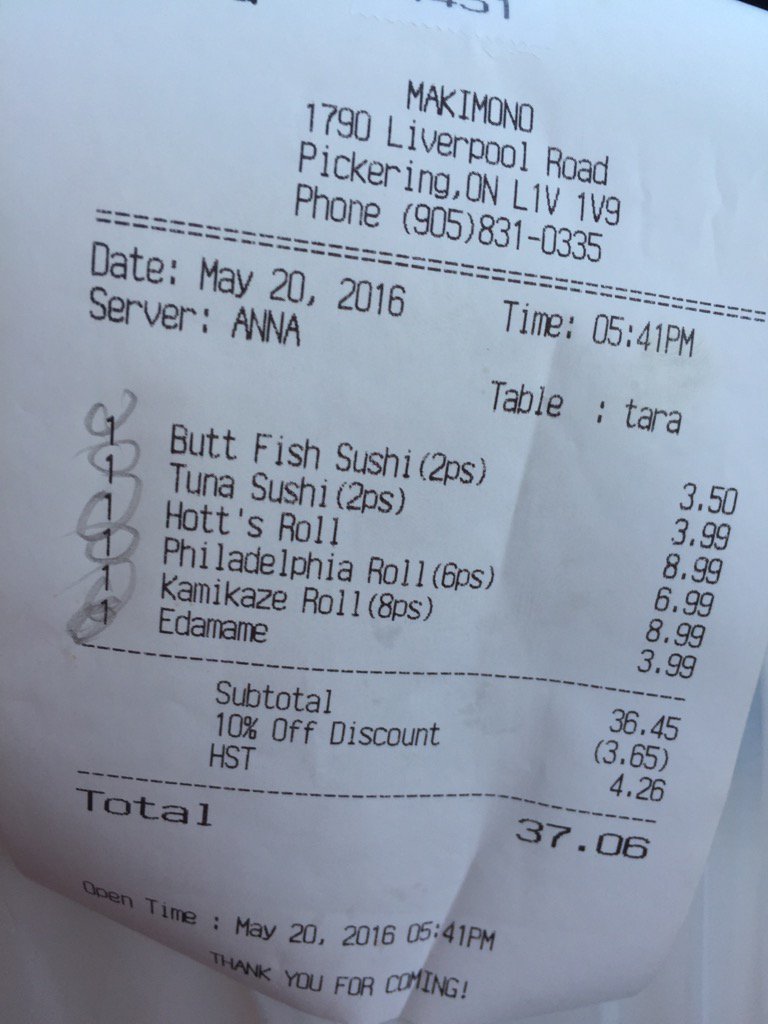 MAKIMONO
1790 Liverpool Road
Pickering,ON L1V 1V9
Phone (905)831-0335
Date: May 20, 2016 Time: 05:41PM
Server: ANNA
Table : tara
1 Butt Fish Sushi(2ps) 3.50
1 Tuna Sushi(2ps) 3.99
1 Hott's Roll 8.99
1 Philadelphia Roll(6ps) 6.99
1 Kamikaze Roll(8ps) 8.99
1 Edamame 3.99
Subtotal 36.45
10% Off Discount (3.65)
HST 4.26
Total 37.06
Open Time : May 20, 2016 05:41PM
THANK YOU FOR COMING!